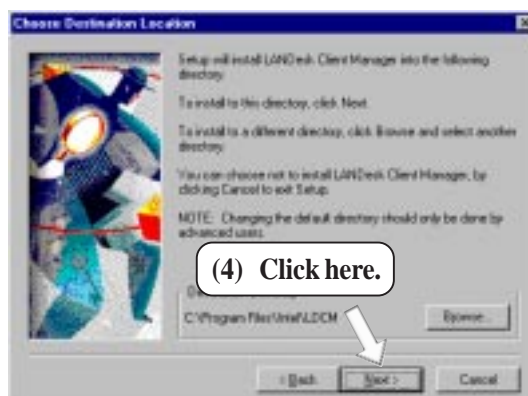 Choose Destination Location
Setup will install LANDesk Client Manager into the following
directory.
To install to this directory, click Next.
To install to a different directory, click Browse and select another
directory.
You can choose not to install LANDesk Client Manager, by
clicking Cancel to exit Setup.
NOTE: Changing the default directory should only be done by
advanced users.
(4) Click here.
C:\Program Files\Intel\LDCM
Browse...
< Back
Next >
Cancel